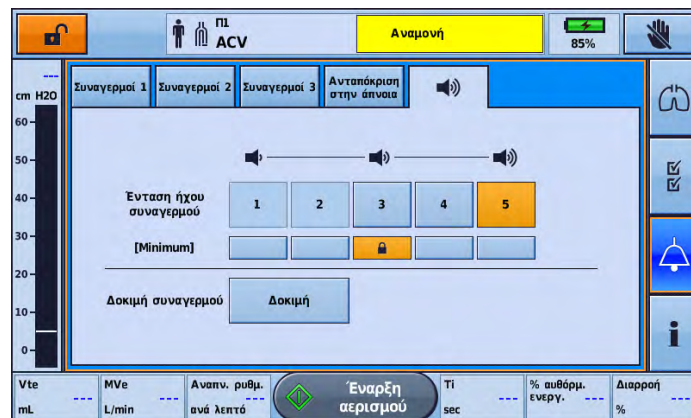 Π1
ACV
Αναμονή
85%
---
cm H2O
Συναγερμοί 1
Συναγερμοί 2
Συναγερμοί 3
Ανταπόκριση
στην άπνοια
60
50
40
30
20
10
0
Ένταση ήχου
συναγερμού
1
2
3
4
5
[Minimum]
Δοκιμή συναγερμού
Δοκιμή
Vte
---
mL
MVe
---
L/min
Αναπν. ρυθμ.
---
ανά λεπτό
Έναρξη
αερισμού
Ti
---
sec
% αυθόρμ.
ενεργ.
---
Διαρροή
---
%